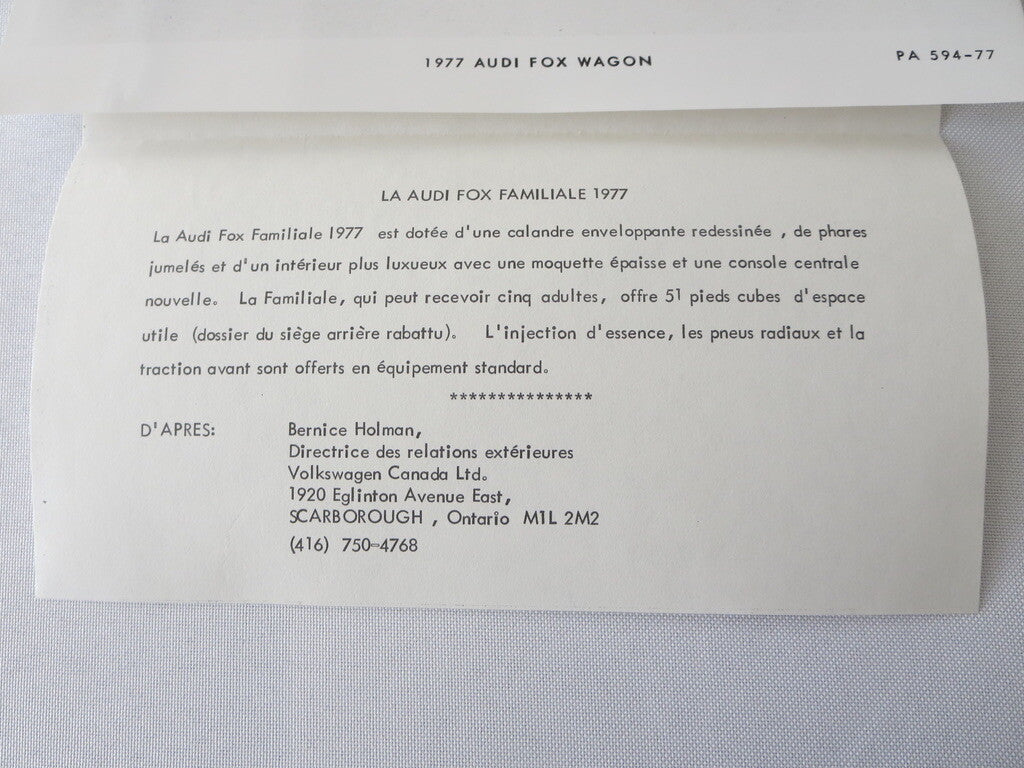 1977 AUDI FOX WAGON PA 594-77
LA AUDI FOX FAMILIALE 1977
La Audi Fox Familiale 1977 est dotée d'une calandre enveloppante redessinée , de phares
jumelés et d'un intérieur plus luxueux avec une moquette épaisse et une console centrale
nouvelle. La Familiale, qui peut recevoir cinq adultes, offre 51 pieds cubes d'espace
utile (dossier du siège arrière rabattu). L'injection d'essence, les pneus radiaux et la
traction avant sont offerts en équipement standard.
***************
D'APRES: Bernice Holman,
Directrice des relations extérieures
Volkswagen Canada Ltd.
1920 Eglinton Avenue East,
SCARBOROUGH , Ontario M1L 2M2
(416) 750-4768